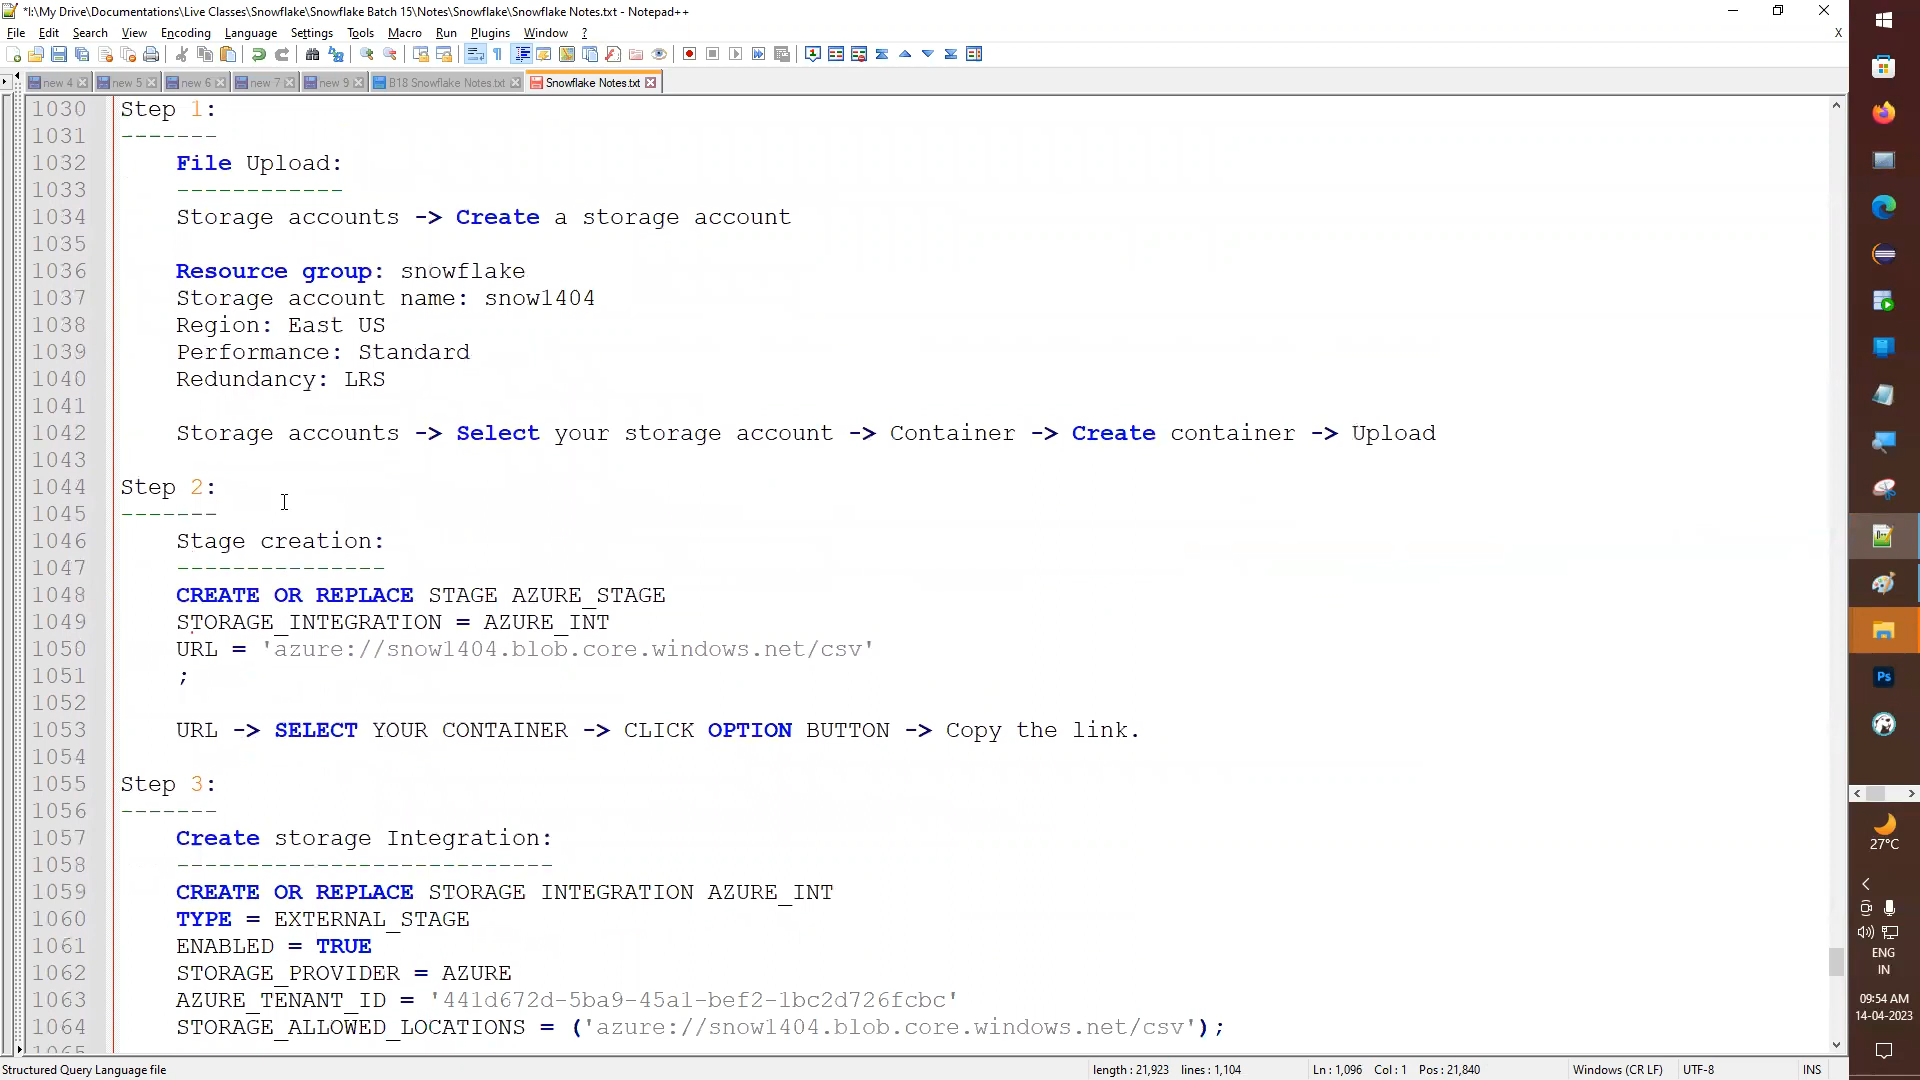 *I:\My Drive\Documentations\Live Classes\Snowflake\Snowflake Batch 15\Notes\Snowflake\Snowflake Notes.txt - Notepad++
File Edit Search View Encoding Language Settings Tools Macro Run Plugins Window ? X
new 4 new 5 new 6 new 7 new 9 B18 Snowflake Notes.txt Snowflake Notes.txt
1030 Step 1:
1031 -------
1032 File Upload:
1033 ------------
1034 Storage accounts -> Create a storage account
1035
1036 Resource group: snowflake
1037 Storage account name: snow1404
1038 Region: East US
1039 Performance: Standard
1040 Redundancy: LRS
1041
1042 Storage accounts -> Select your storage account -> Container -> Create container -> Upload
1043
1044 Step 2:
1045 -------
1046 Stage creation:
1047 ---------------
1048 CREATE OR REPLACE STAGE AZURE_STAGE
1049 STORAGE_INTEGRATION = AZURE_INT
1050 URL = 'azure://snow1404.blob.core.windows.net/csv'
1051 ;
1052
1053 URL -> SELECT YOUR CONTAINER -> CLICK OPTION BUTTON -> Copy the link.
1054
1055 Step 3:
1056 -------
1057 Create storage Integration:
1058 ---------------------------
1059 CREATE OR REPLACE STORAGE INTEGRATION AZURE_INT
1060 TYPE = EXTERNAL_STAGE
1061 ENABLED = TRUE
1062 STORAGE_PROVIDER = AZURE
1063 AZURE_TENANT_ID = '441d672d-5ba9-45a1-bef2-1bc2d726fcbc'
1064 STORAGE_ALLOWED_LOCATIONS = ('azure://snow1404.blob.core.windows.net/csv');
1065
Structured Query Language file length : 21,923 lines : 1,104 Ln : 1,096 Col : 1 Pos : 21,840 Windows (CR LF) UTF-8 INS
Ps
27°C
ENG
IN
09:54 AM
14-04-2023